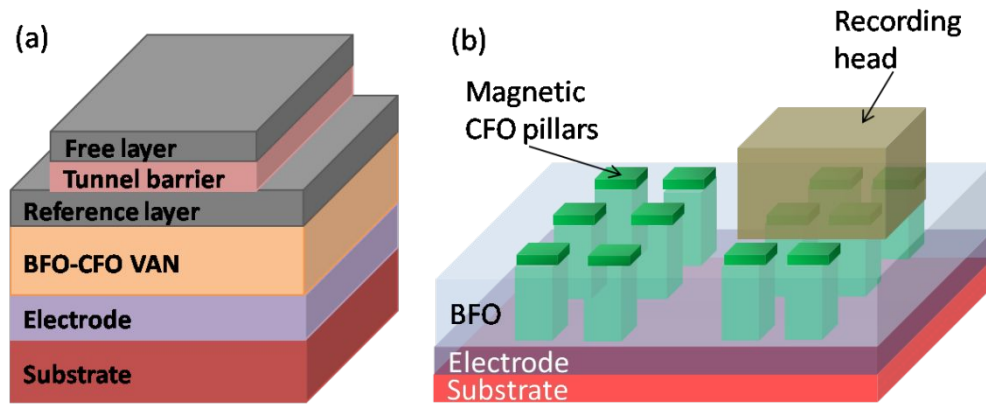 (a)
Free layer
Tunnel barrier
Reference layer
BFO-CFO VAN
Electrode
Substrate
(b)
Magnetic
CFO pillars
Recording
head
BFO
Electrode
Substrate